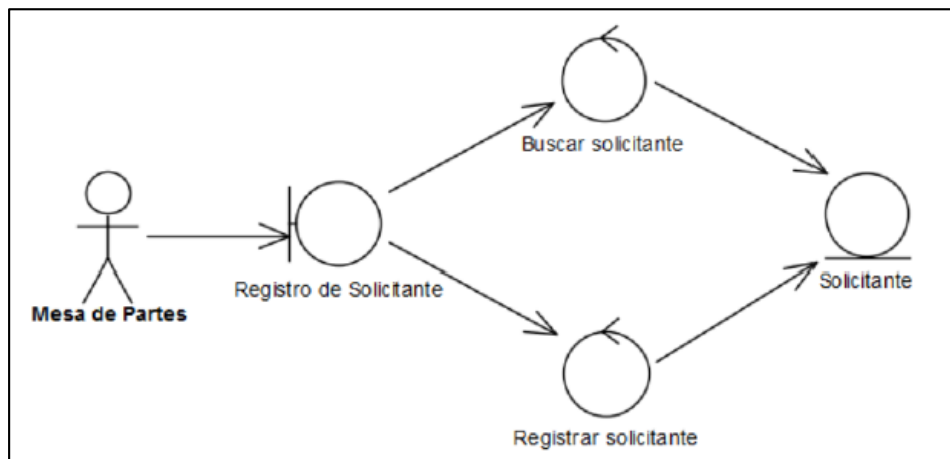 Buscar solicitante
Registro de Solicitante
Mesa de Partes
Solicitante
Registrar solicitante